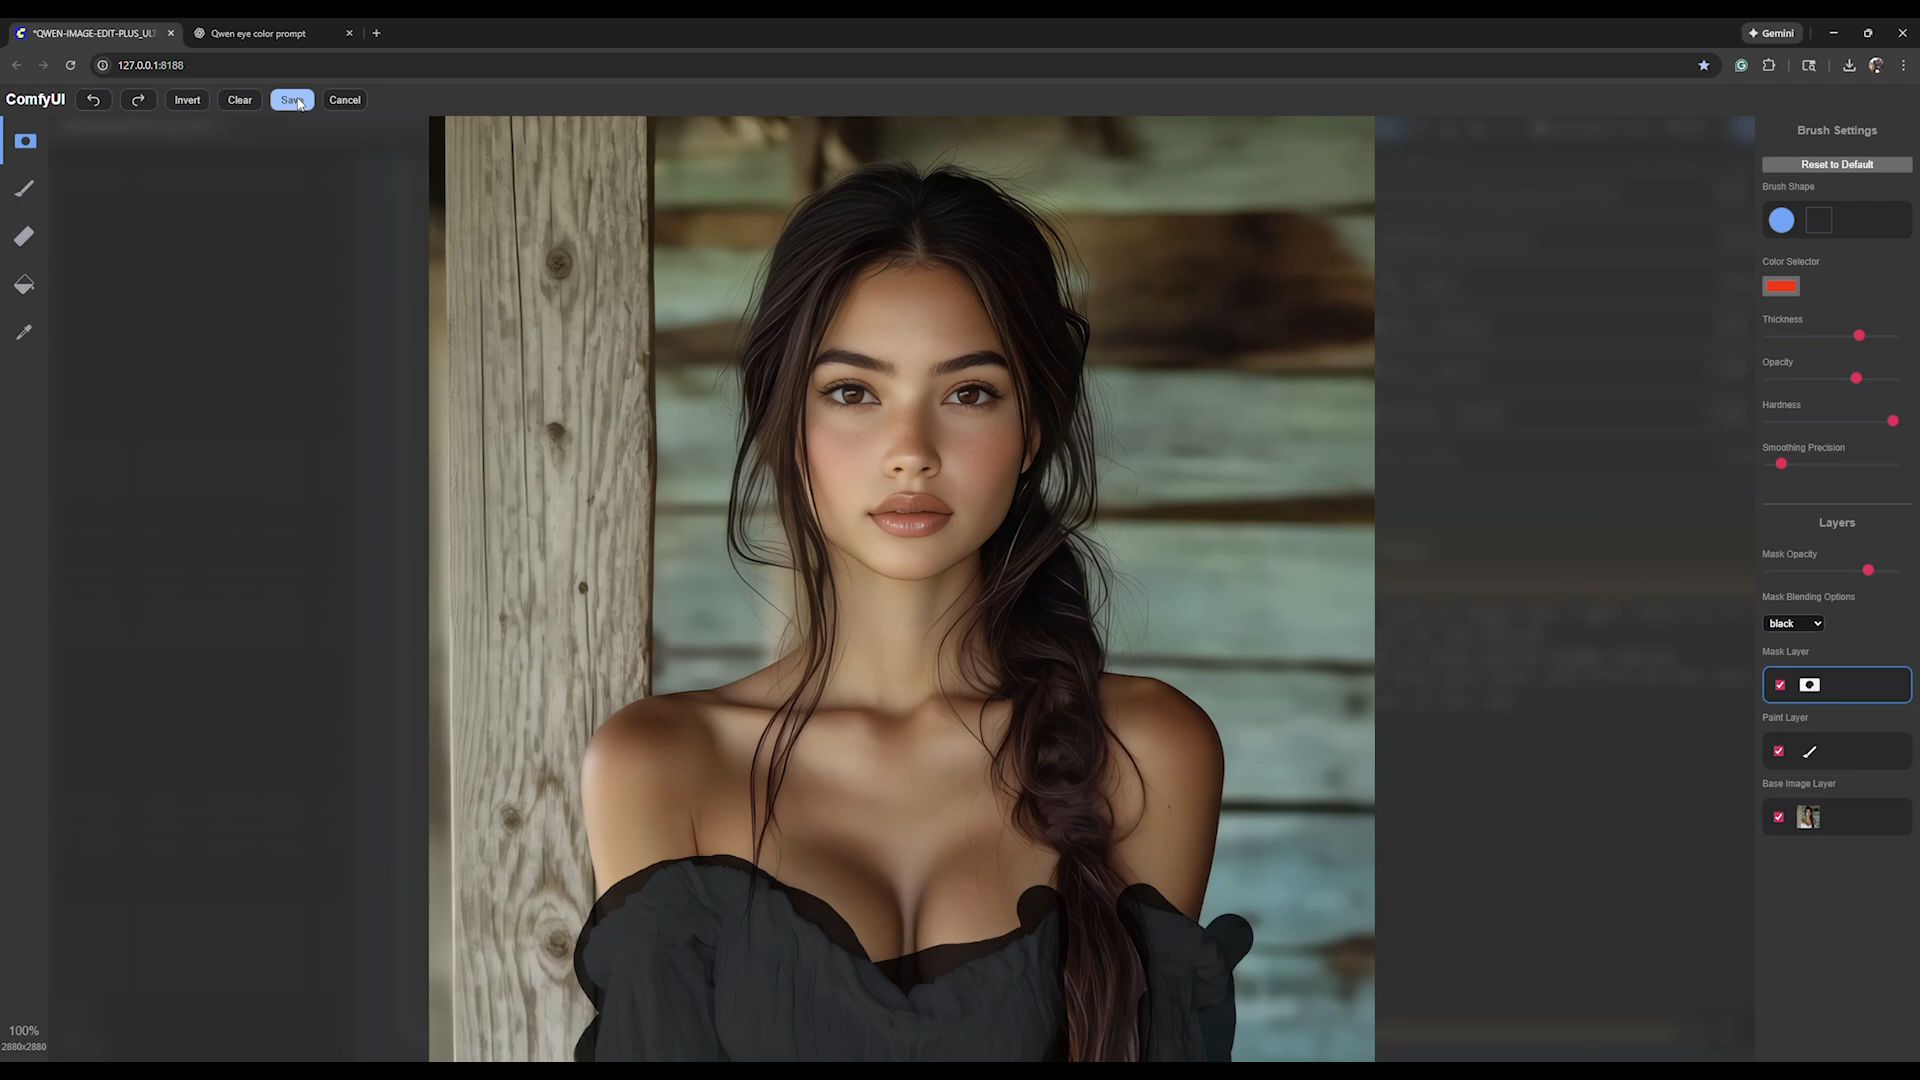 *QWEN-IMAGE-EDIT-PLUS_ULT
Qwen eye color prompt
Gemini
127.0.0.1:8188
ComfyUI
Invert
Clear
Save
Cancel
Brush Settings
Reset to Default
Brush Shape
Color Selector
Thickness
Opacity
Hardness
Smoothing Precision
Layers
Mask Opacity
Mask Blending Options
black
Mask Layer
Paint Layer
Base Image Layer
100%
2880x2880